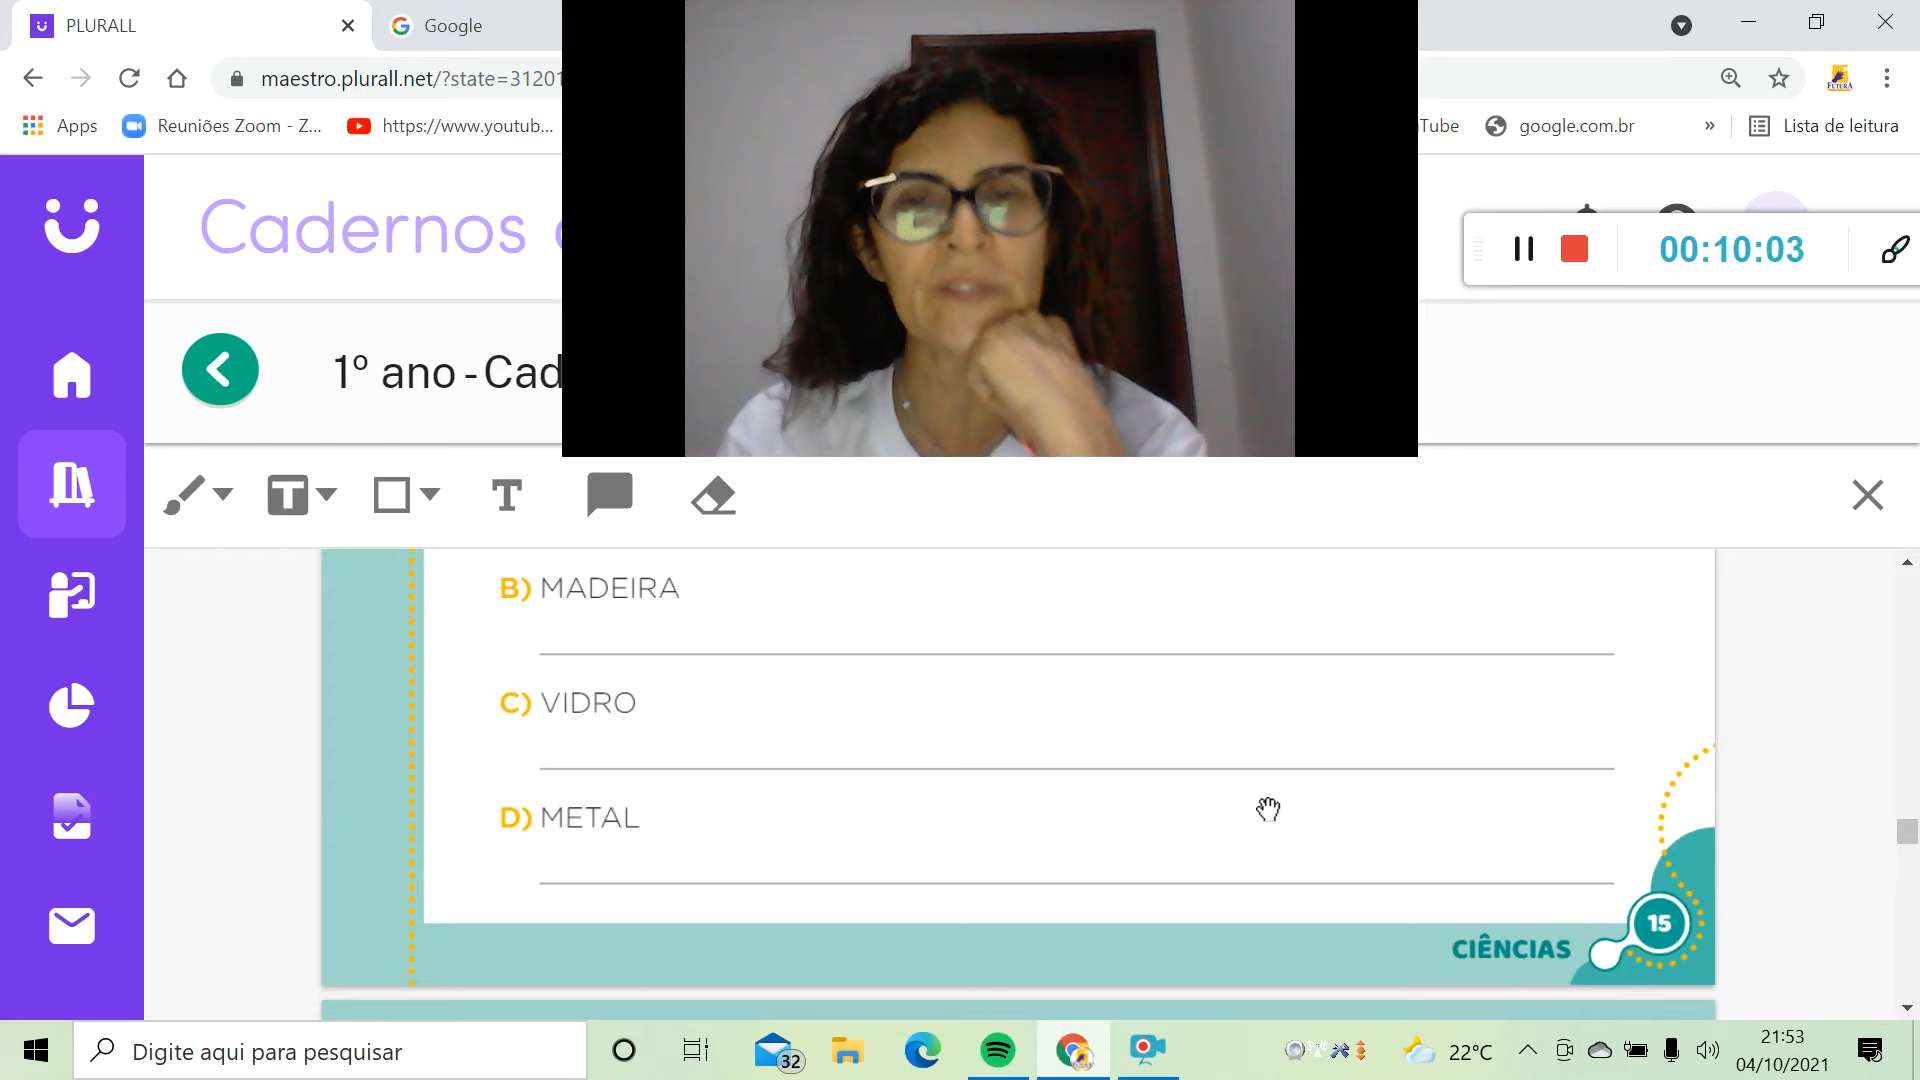 PLURALL
Google
maestro.plurall.net/?state=31201
Apps
Reuniões Zoom - Z...
https://www.youtub...
Tube
google.com.br
»
Lista de leitura
FUTURA
Cadernos
00:10:03
1º ano - Cad
T
T
B) MADEIRA
C) VIDRO
D) METAL
15
CIÊNCIAS
Digite aqui para pesquisar
32
22°C
21:53
04/10/2021